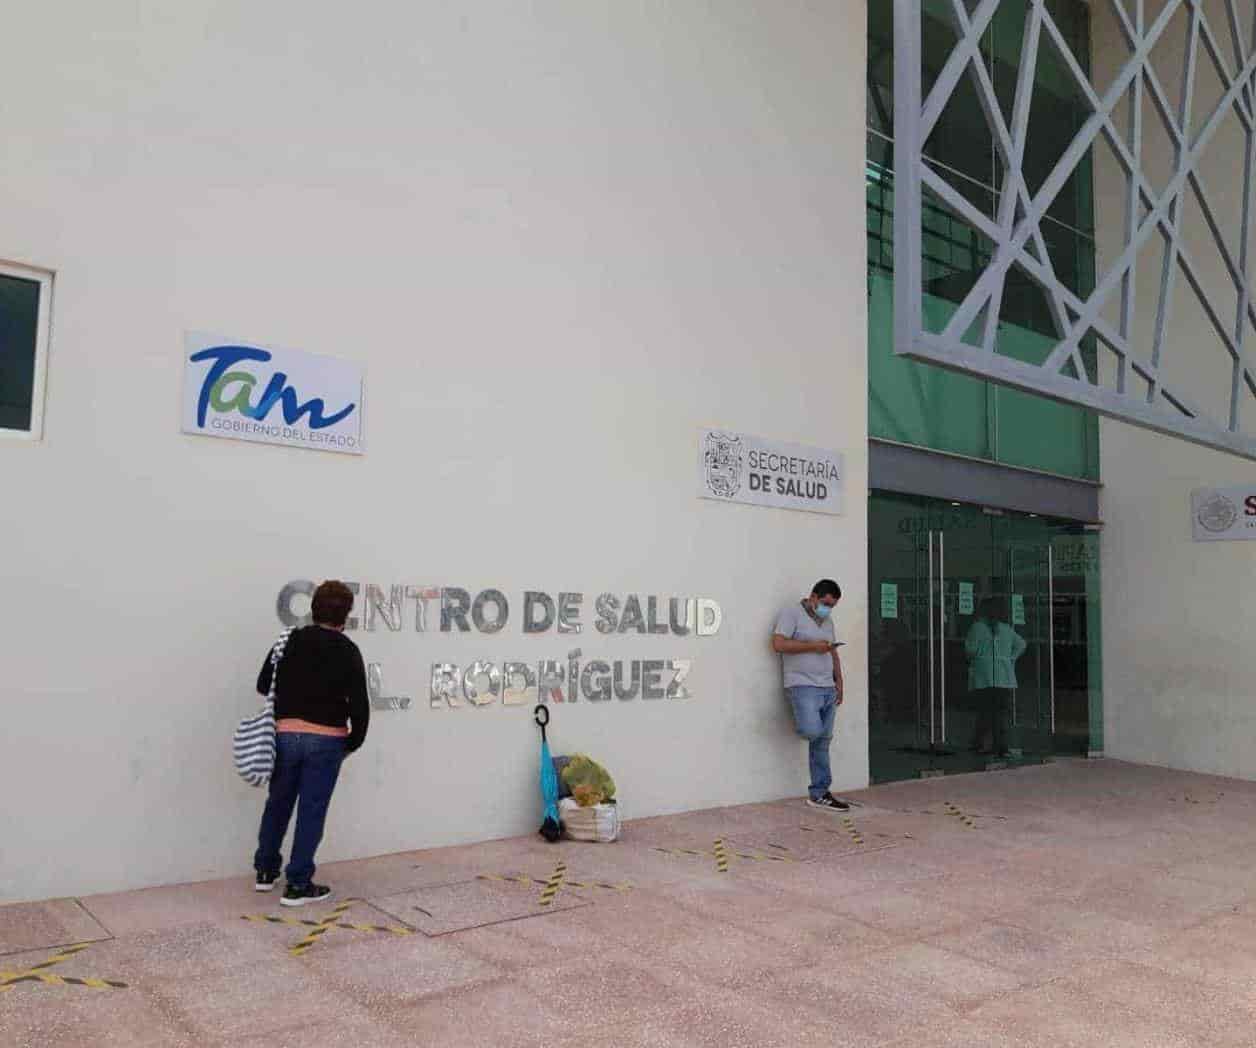 Tam
GOBIERNO DEL ESTADO
SECRETARÍA
DE SALUD
S
CENTRO DE SALUD
L. RODRÍGUEZ